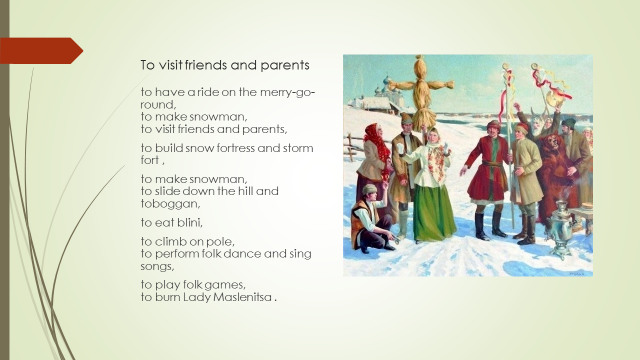 To visit friends and parents
to have a ride on the merry-go-
round,
to make snowman,
to visit friends and parents,
to build snow fortress and storm
fort ,
to make snowman,
to slide down the hill and
toboggan,
to eat blini,
to climb on pole,
to perform folk dance and sing
songs,
to play folk games,
to burn Lady Maslenitsa .